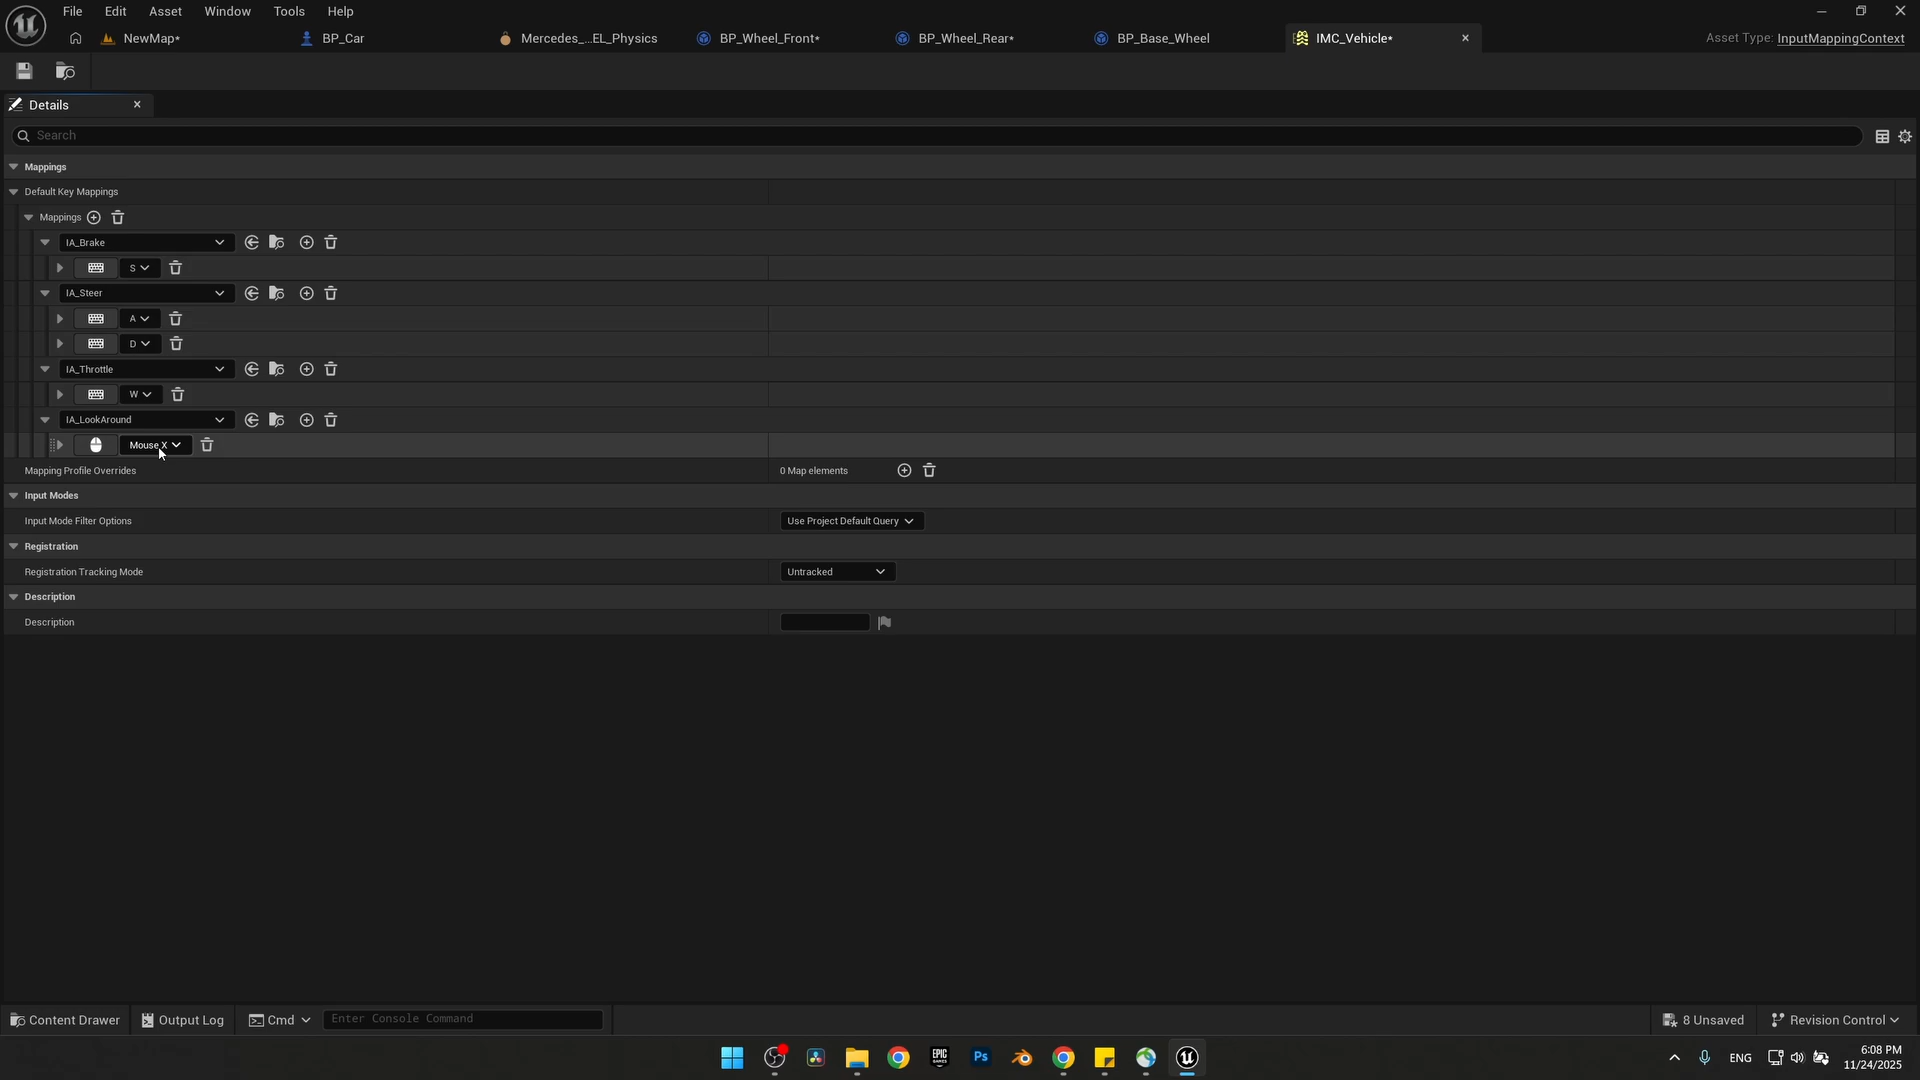 File Edit Asset Window Tools Help
NewMap* BP_Car Mercedes_...EL_Physics BP_Wheel_Front* BP_Wheel_Rear* BP_Base_Wheel IMC_Vehicle* Asset Type: InputMappingContext
Details
Search
Mappings
Default Key Mappings
Mappings
IA_Brake
S
IA_Steer
A
D
IA_Throttle
W
IA_LookAround
Mouse X
Mapping Profile Overrides 0 Map elements
Input Modes
Input Mode Filter Options Use Project Default Query
Registration
Registration Tracking Mode Untracked
Description
Description
Content Drawer Output Log Cmd Enter Console Command 8 Unsaved Revision Control
EPIC GAMES Ps ENG 6:08 PM
11/24/2025